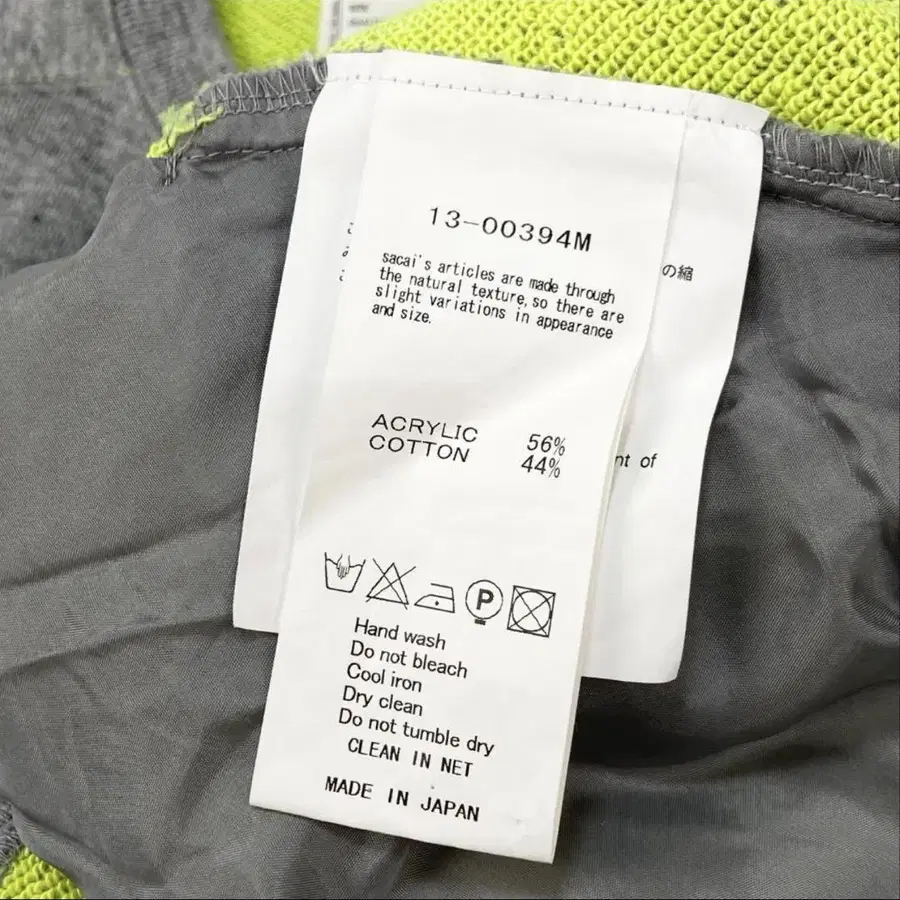 13-00394M
sacai's articles are made through
the natural texture, so there are
slight variations in appearance
and size.
の縮
ACRYLIC 56%
COTTON 44%
nt of
P
Hand wash
Do not bleach
Cool iron
Dry clean
Do not tumble dry
CLEAN IN NET
MADE IN JAPAN